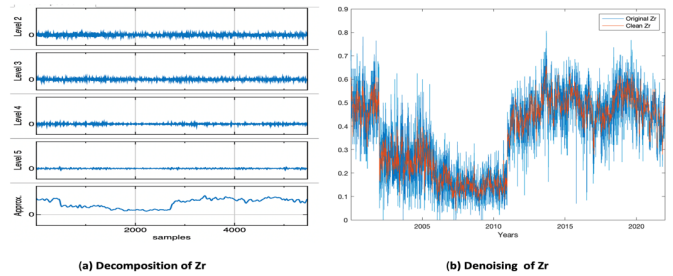 Level 2
0
Level 3
0
Level 4
0
Level 5
0
Approx.
0
2000 4000
samples
(a) Decomposition of Zr
0.9
0.8
0.7
0.6
0.5
0.4
0.3
0.2
0.1
0
Original Zr
Clean Zr
2005 2010 2015 2020
Years
(b) Denoising of Zr